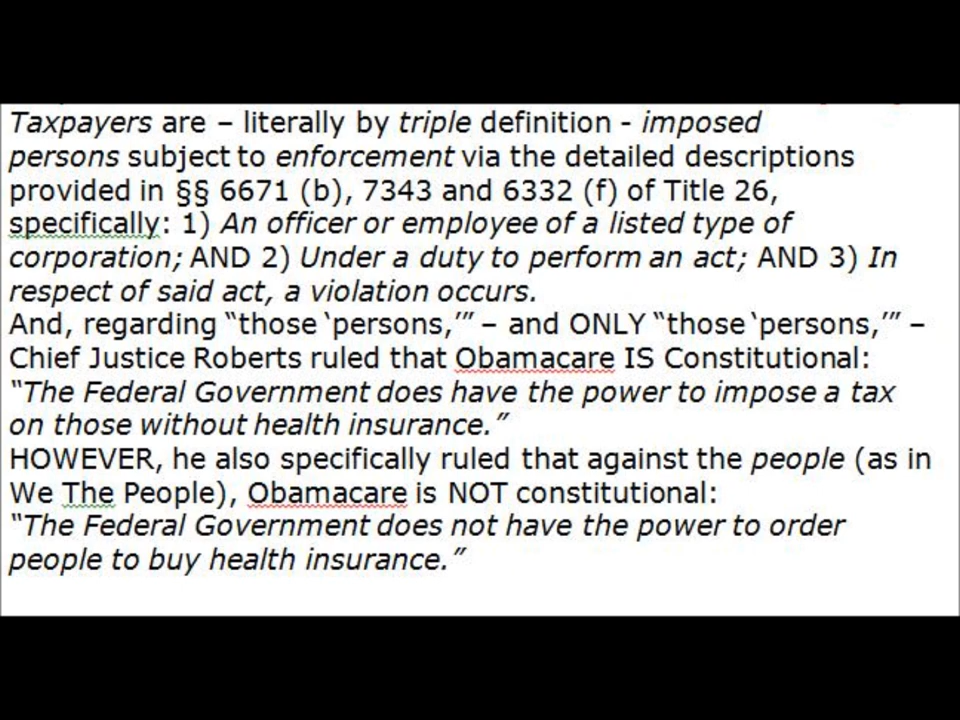 Taxpayers are – literally by triple definition - imposed
persons subject to enforcement via the detailed descriptions
provided in §§ 6671 (b), 7343 and 6332 (f) of Title 26,
specifically: 1) An officer or employee of a listed type of
corporation; AND 2) Under a duty to perform an act; AND 3) In
respect of said act, a violation occurs.
And, regarding “those ‘persons,’” – and ONLY “those ‘persons,’” –
Chief Justice Roberts ruled that Obamacare IS Constitutional:
“The Federal Government does have the power to impose a tax
on those without health insurance.”
HOWEVER, he also specifically ruled that against the people (as in
We The People), Obamacare is NOT constitutional:
“The Federal Government does not have the power to order
people to buy health insurance.”